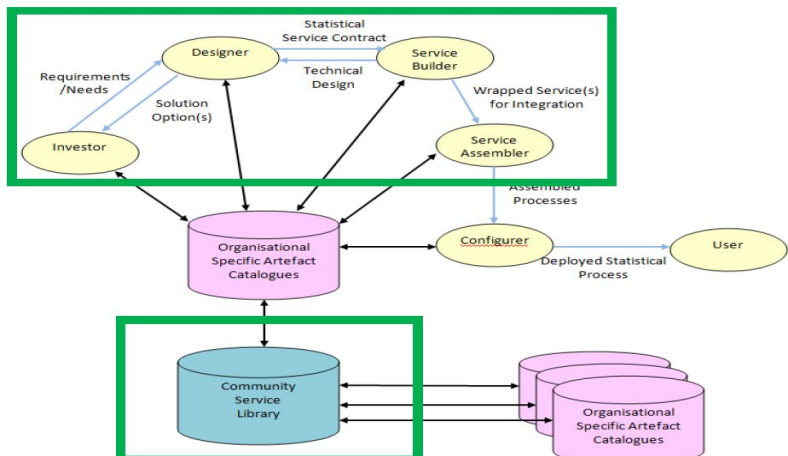 Statistical
Service Contract
Designer
Service
Builder
Requirements
/Needs
Technical
Design
Solution
Option(s)
Wrapped Service(s)
for Integration
Investor
Service
Assembler
Assembled
Processes
Organisational
Specific Artefact
Catalogues
Configurer
User
Deployed Statistical
Process
Community
Service
Library
Organisational
Specific Artefact
Catalogues